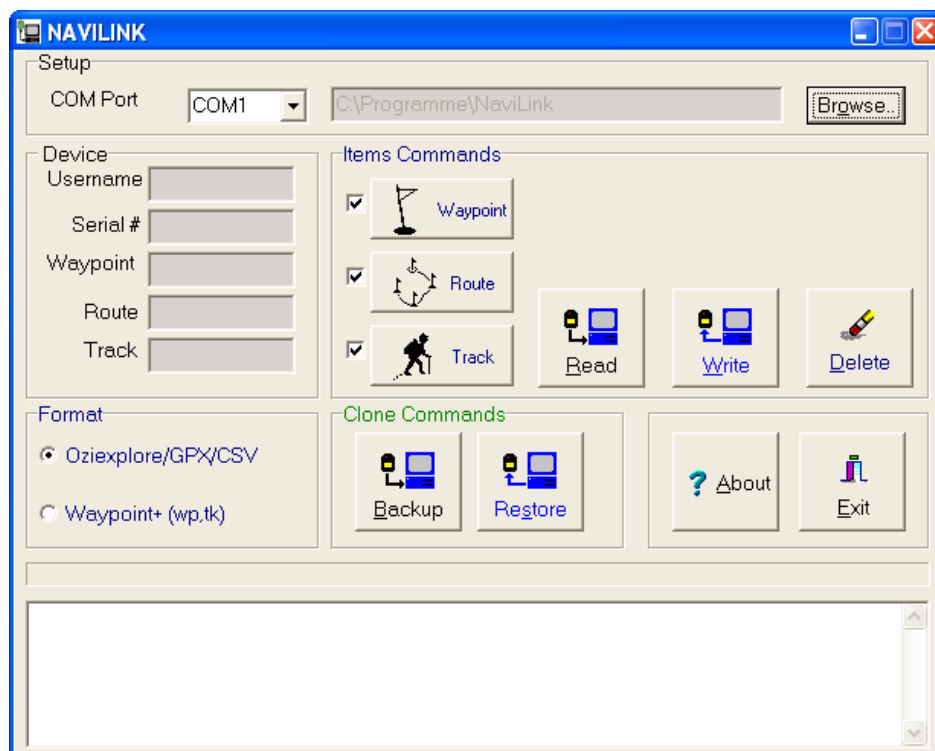 NAVILINK
Setup
COM Port
COM1
C:\Programme\NaviLink
Browse..
Device
Username
Serial #
Waypoint
Route
Track
Items Commands
Waypoint
Route
Track
Read
Write
Delete
Format
Oziexplore/GPX/CSV
Waypoint+ (wp,tk)
Clone Commands
Backup
Restore
? About
Exit